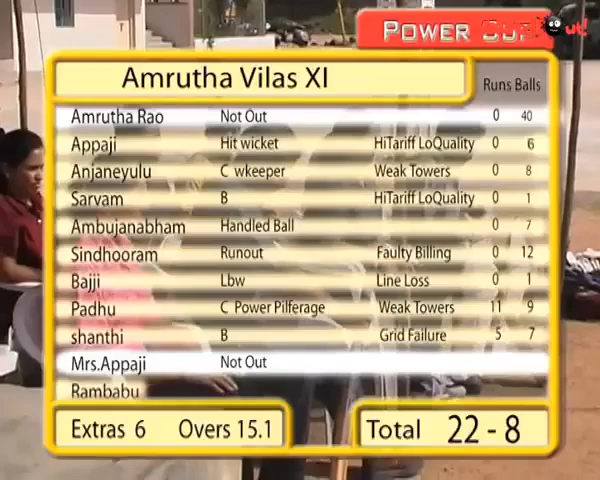 POWER CUP
Amrutha Vilas XI Runs Balls
Amrutha Rao Not Out 0 40
Appaji Hit wicket HiTariff LoQuality 0 6
Anjaneyulu C wkeeper Weak Towers 0 8
Sarvam B HiTariff LoQuality 0 1
Ambujanabham Handled Ball 0 7
Sindhooram Runout Faulty Billing 0 12
Bajji Lbw Line Loss 0 1
Padhu C Power Pilferage Weak Towers 11 9
shanthi B Grid Failure 5 7
Mrs.Appaji Not Out
Rambabu
Extras 6 Overs 15.1 Total 22 - 8